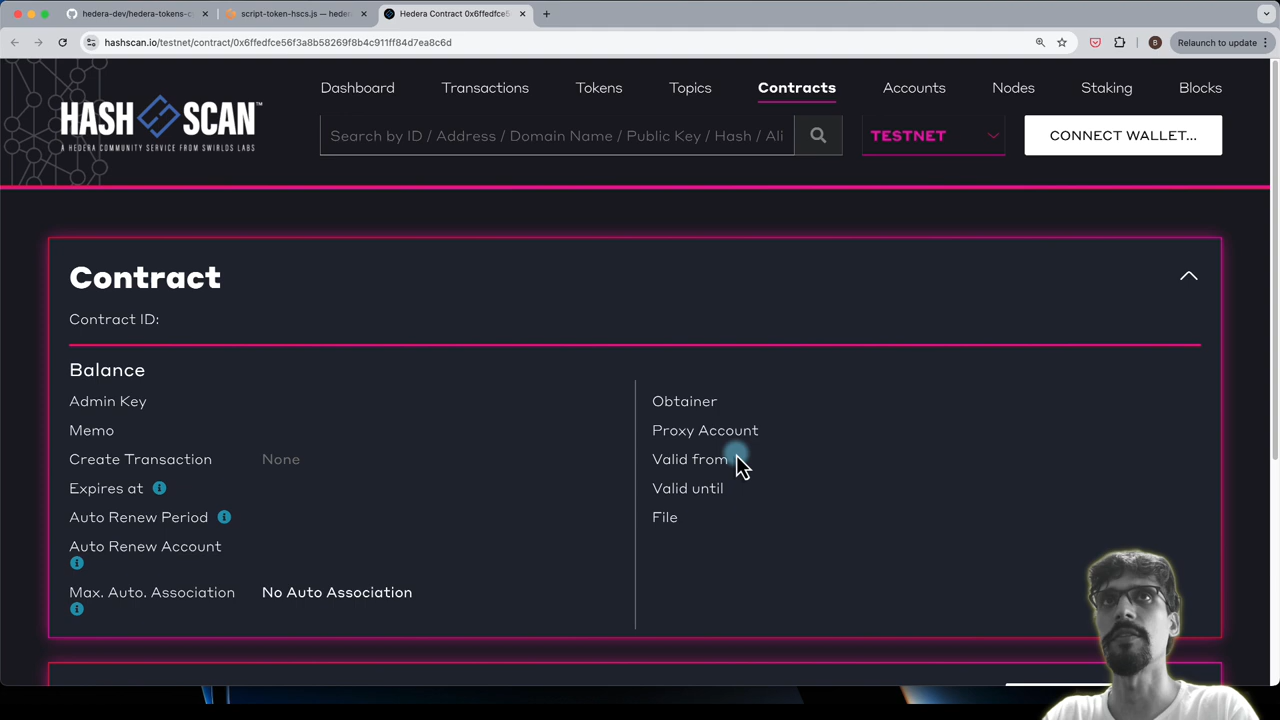 hedera-dev/hedera-tokens-c
script-token-hscs.js — heder
Hedera Contract 0x6ffedfce5
hashscan.io/testnet/contract/0x6ffedfce56f3a8b58269f8b4c911ff84d7ea8c6d
B
Relaunch to update
HASH SCAN™
A HEDERA COMMUNITY SERVICE FROM SWIRLDS LABS
Dashboard Transactions Tokens Topics Contracts Accounts Nodes Staking Blocks
Search by ID / Address / Domain Name / Public Key / Hash / Ali
TESTNET
CONNECT WALLET...
Contract
Contract ID:
Balance
Admin Key
Memo
Create Transaction None
Expires at
Auto Renew Period
Auto Renew Account
Max. Auto. Association No Auto Association
Obtainer
Proxy Account
Valid from
Valid until
File